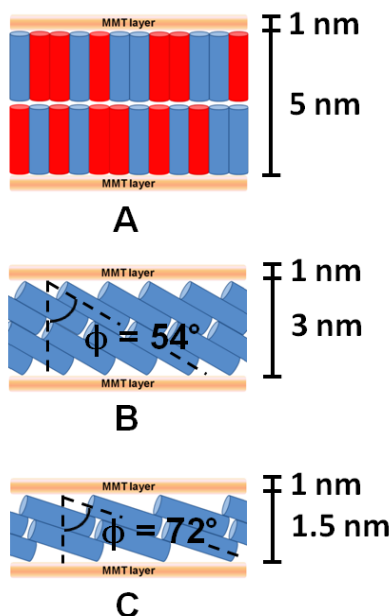 MMT layer
1 nm
5 nm
MMT layer
A
MMT layer
1 nm
ϕ = 54°
3 nm
MMT layer
B
MMT layer
1 nm
ϕ = 72°
1.5 nm
MMT layer
C